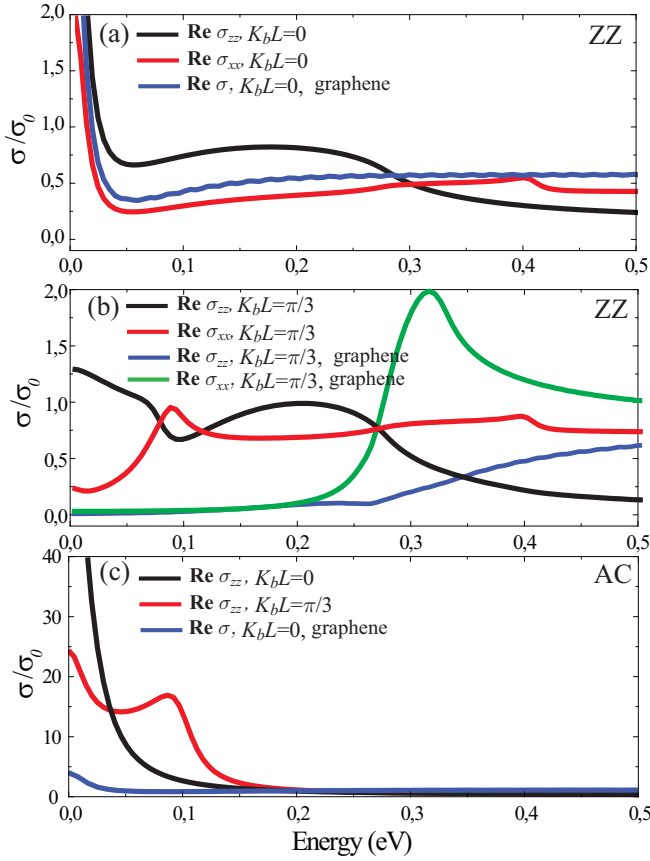 2,0
1,5
1,0
0,5
0,0
σ/σ₀
(a)
Re σzz, KbL=0
Re σxx, KbL=0
Re σ, KbL=0, graphene
ZZ
0,0 0,1 0,2 0,3 0,4 0,5
2,0
1,5
1,0
0,5
0,0
σ/σ₀
(b)
Re σzz, KbL=π/3
Re σxx, KbL=π/3
Re σzz, KbL=π/3, graphene
Re σxx, KbL=π/3, graphene
ZZ
0,0 0,1 0,2 0,3 0,4 0,5
40
30
20
10
0
σ/σ₀
(c)
Re σzz, KbL=0
Re σzz, KbL=π/3
Re σ, KbL=0, graphene
AC
0,0 0,1 0,2 0,3 0,4 0,5
Energy (eV)